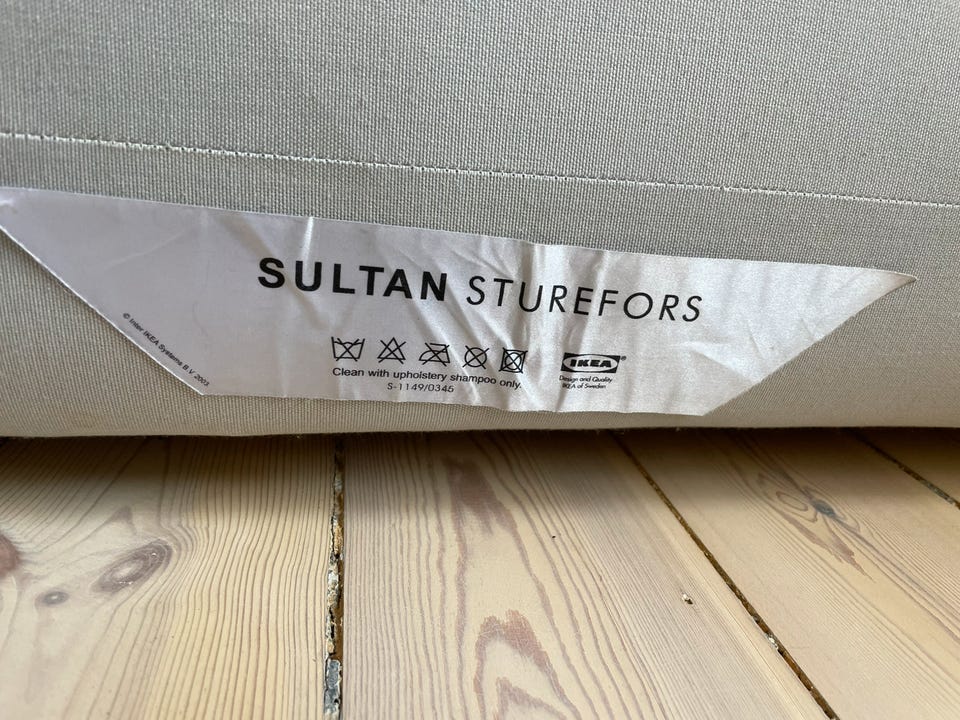 SULTAN STUREFORS
Clean with upholstery shampoo only.
S-1149/0345
IKEA®
Design and Quality
IKEA of Sweden
© Inter IKEA Systems B.V. 2003